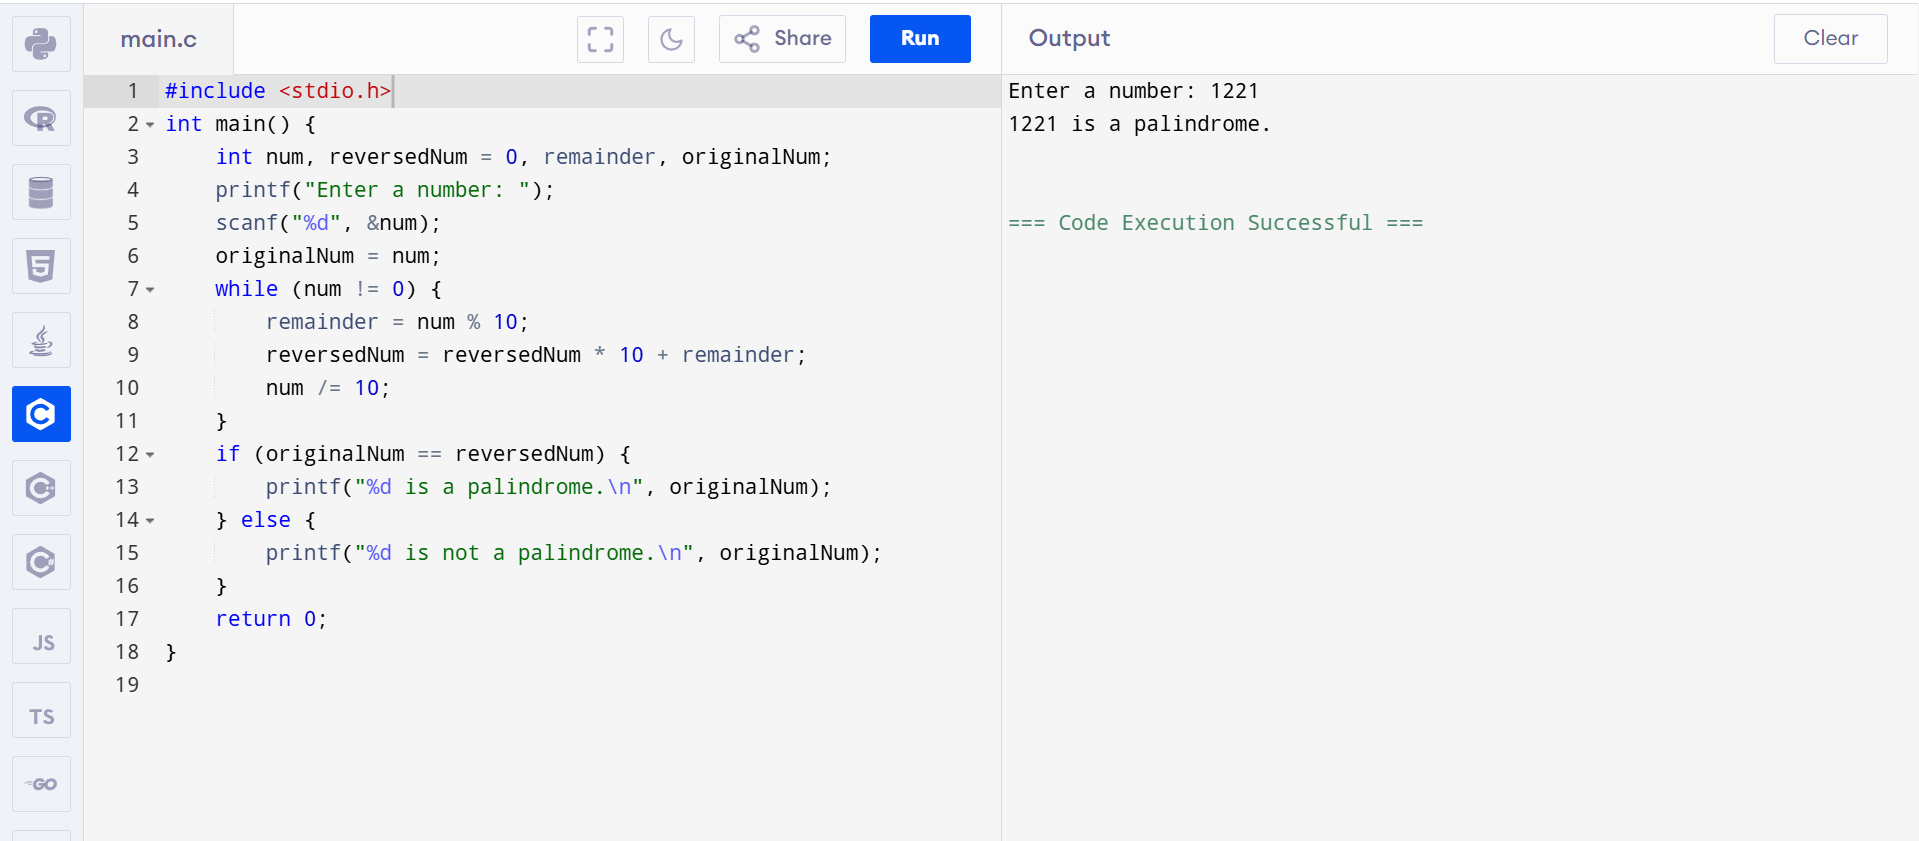 main.c
Share
Run
Output
Clear
1 #include <stdio.h>
2 int main() {
3     int num, reversedNum = 0, remainder, originalNum;
4     printf("Enter a number: ");
5     scanf("%d", &num);
6     originalNum = num;
7     while (num != 0) {
8         remainder = num % 10;
9         reversedNum = reversedNum * 10 + remainder;
10         num /= 10;
11     }
12     if (originalNum == reversedNum) {
13         printf("%d is a palindrome.\n", originalNum);
14     } else {
15         printf("%d is not a palindrome.\n", originalNum);
16     }
17     return 0;
18 }
19
Enter a number: 1221
1221 is a palindrome.
=== Code Execution Successful ===
R
5
C
C++
C#
JS
TS
GO